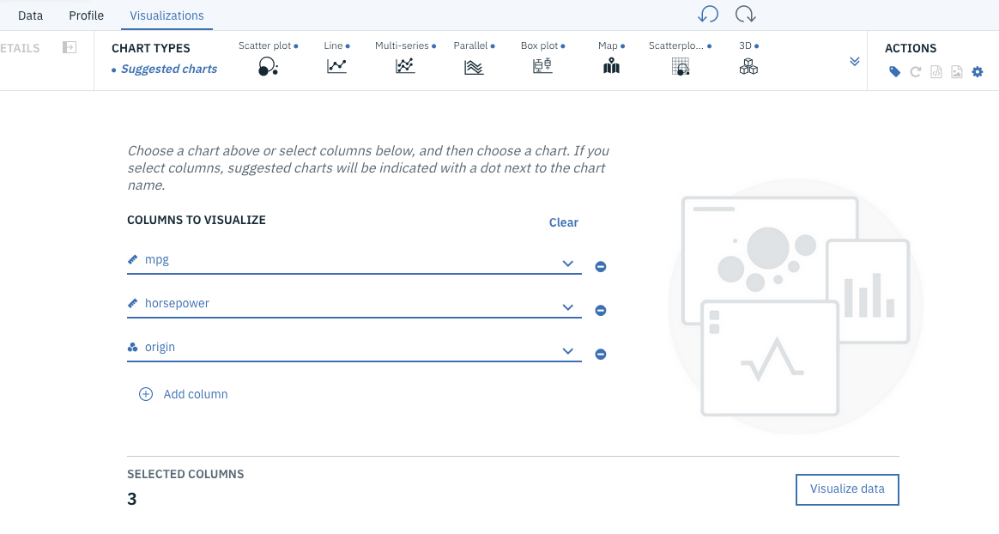 Data Profile Visualizations
ETAILS
CHART TYPES
Suggested charts
Scatter plot Line Multi-series Parallel Box plot Map Scatterplo... 3D
ACTIONS
Choose a chart above or select columns below, and then choose a chart. If you
select columns, suggested charts will be indicated with a dot next to the chart
name.
COLUMNS TO VISUALIZE
Clear
mpg
horsepower
origin
Add column
SELECTED COLUMNS
3
Visualize data